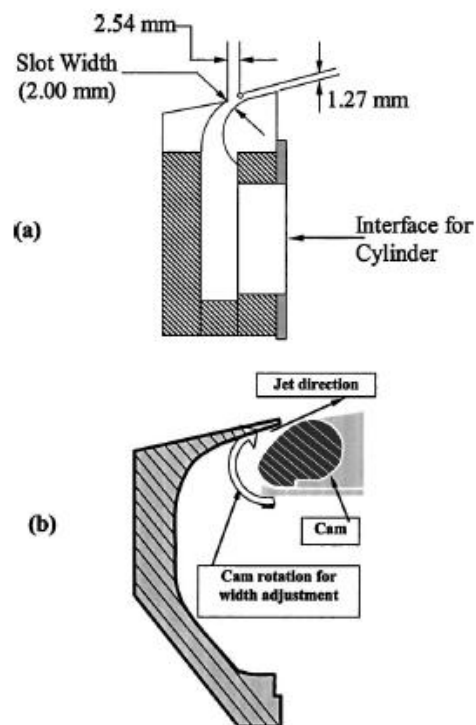 2.54 mm
Slot Width
(2.00 mm)
1.27 mm
(a)
Interface for
Cylinder
Jet direction
(b)
Cam
Cam rotation for
width adjustment